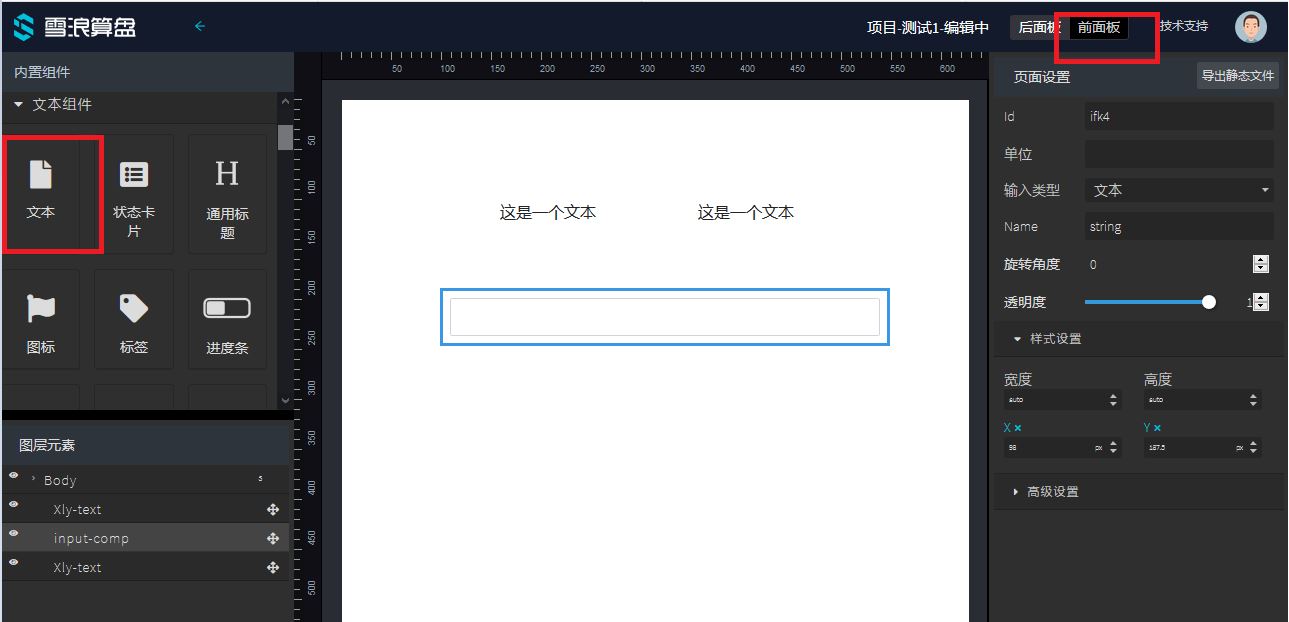 雪浪算盘
项目-测试1-编辑中
后面板
前面板
技术支持
内置组件
文本组件
文本
状态卡
片
通用标
题
图标
标签
进度条
图层元素
Body
s
Xly-text
input-comp
Xly-text
50 100 150 200 250 300 350 400 450 500 550 600
50
100
150
200
250
300
350
400
450
500
这是一个文本
这是一个文本
页面设置
导出静态文件
Id
ifk4
单位
输入类型
文本
Name
string
旋转角度
0
透明度
1
样式设置
宽度
高度
auto
auto
X ×
Y ×
98 px
187.5 px
高级设置